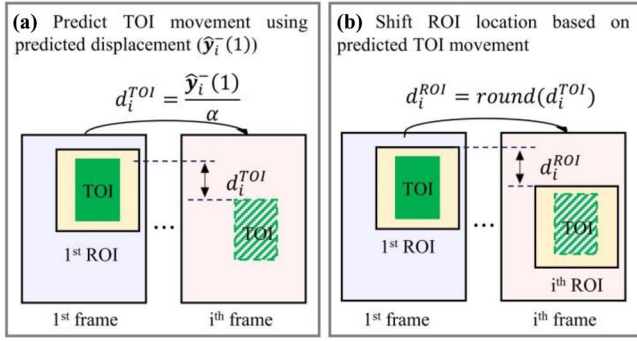 (a) Predict TOI movement using
predicted displacement (ŷᵢ⁻(1))
dᵢᵀᴼᴵ = ŷᵢ⁻(1) / α
TOI
dᵢᵀᴼᴵ
TOI
1ˢᵗ ROI
...
1ˢᵗ frame
iᵗʰ frame
(b) Shift ROI location based on
predicted TOI movement
dᵢᴿᴼᴵ = round(dᵢᵀᴼᴵ)
TOI
dᵢᴿᴼᴵ
TOI
1ˢᵗ ROI
...
iᵗʰ ROI
1ˢᵗ frame
iᵗʰ frame